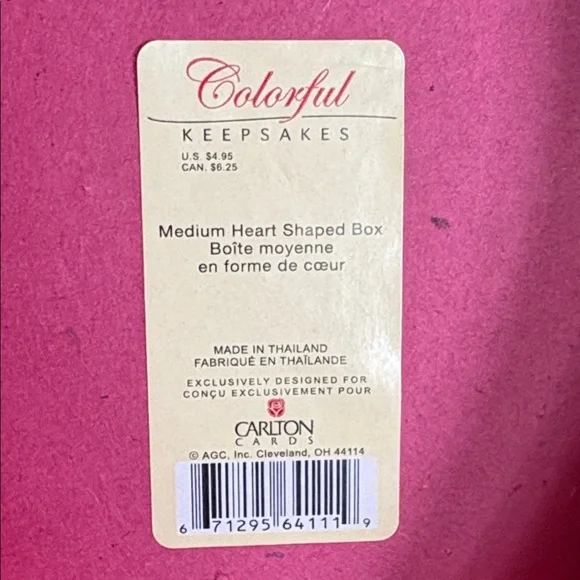 Colorful
KEEPSAKES
U.S. $4.95
CAN. $6.25
Medium Heart Shaped Box
Boîte moyenne
en forme de cœur
MADE IN THAILAND
FABRIQUÉ EN THAÏLANDE
EXCLUSIVELY DESIGNED FOR
CONÇU EXCLUSIVEMENT POUR
CARLTON
CARDS
© AGC, Inc. Cleveland, OH 44114
6 71295 64111 9